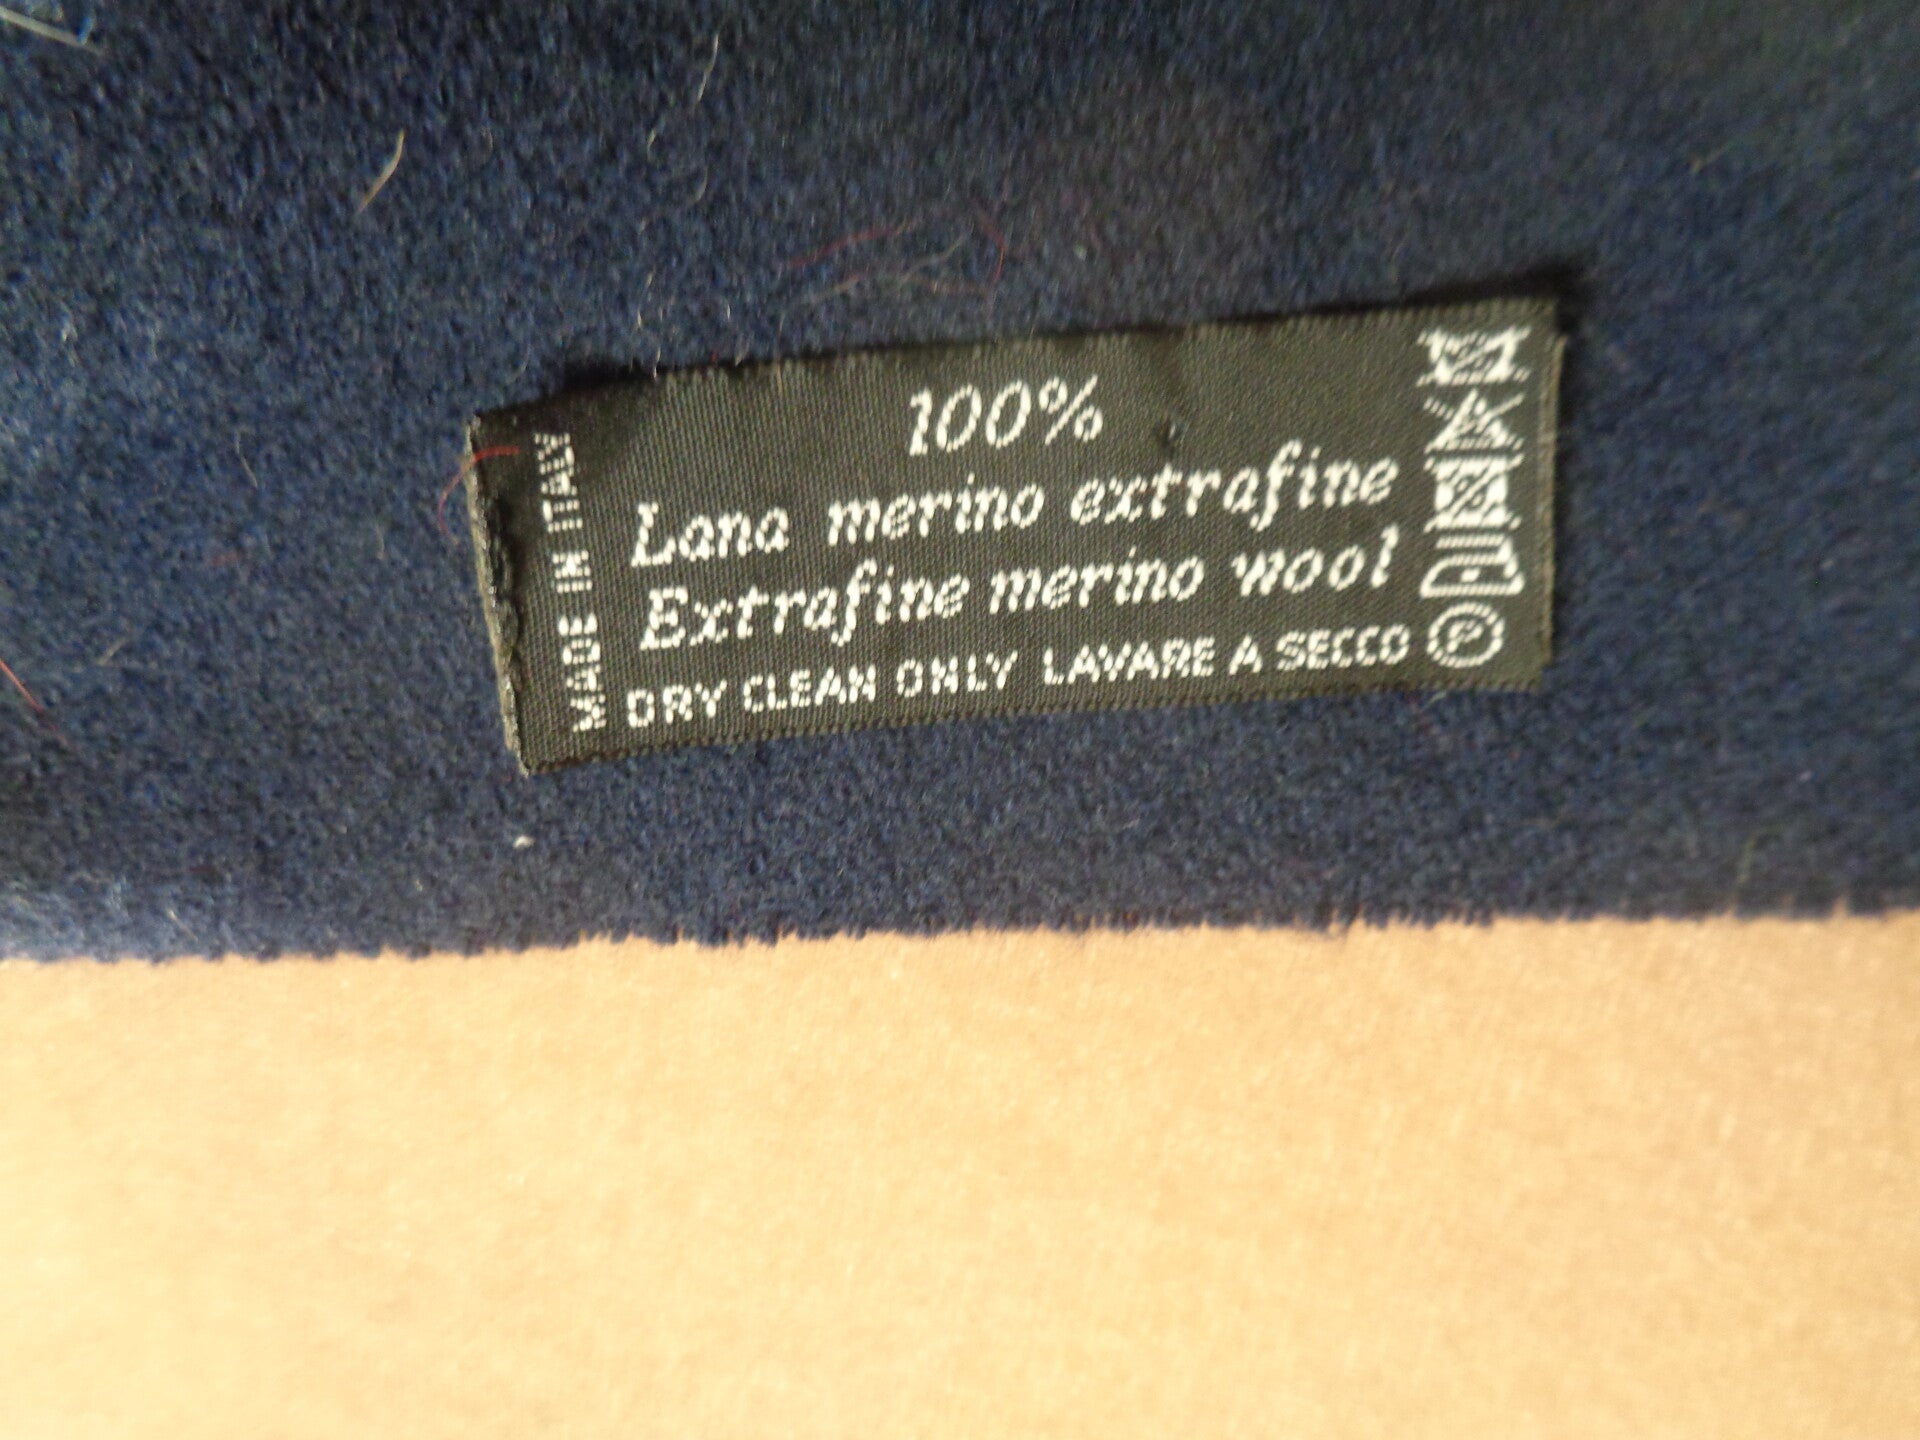 MADE IN ITALY
100%
Lana merino extrafine
Extrafine merino wool
DRY CLEAN ONLY LAVARE A SECCO
P